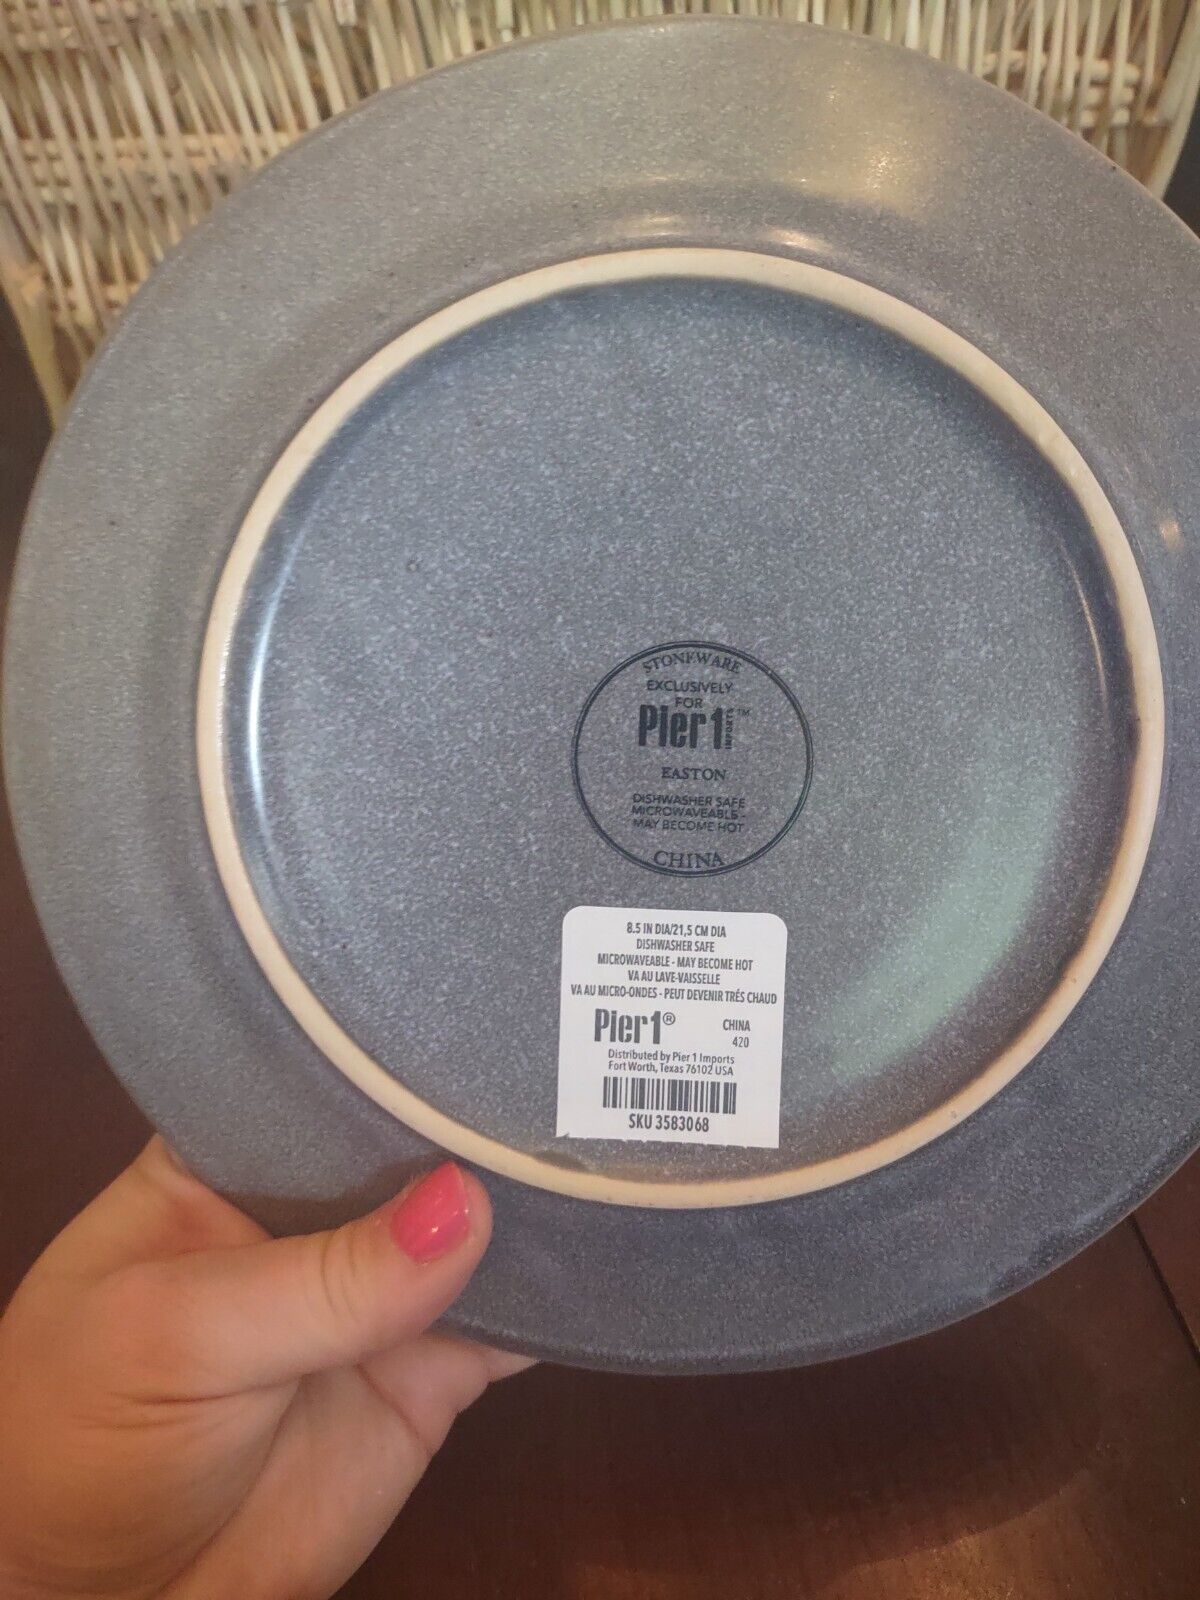 STONEWARE
EXCLUSIVELY
FOR
Pier 1 IMPORTS™
EASTON
DISHWASHER SAFE
MICROWAVEABLE -
MAY BECOME HOT
CHINA
8.5 IN DIA/21,5 CM DIA
DISHWASHER SAFE
MICROWAVEABLE - MAY BECOME HOT
VA AU LAVE-VAISSELLE
VA AU MICRO-ONDES - PEUT DEVENIR TRÉS CHAUD
Pier 1® CHINA
420
Distributed by Pier 1 Imports
Fort Worth, Texas 76102 USA
SKU 3583068